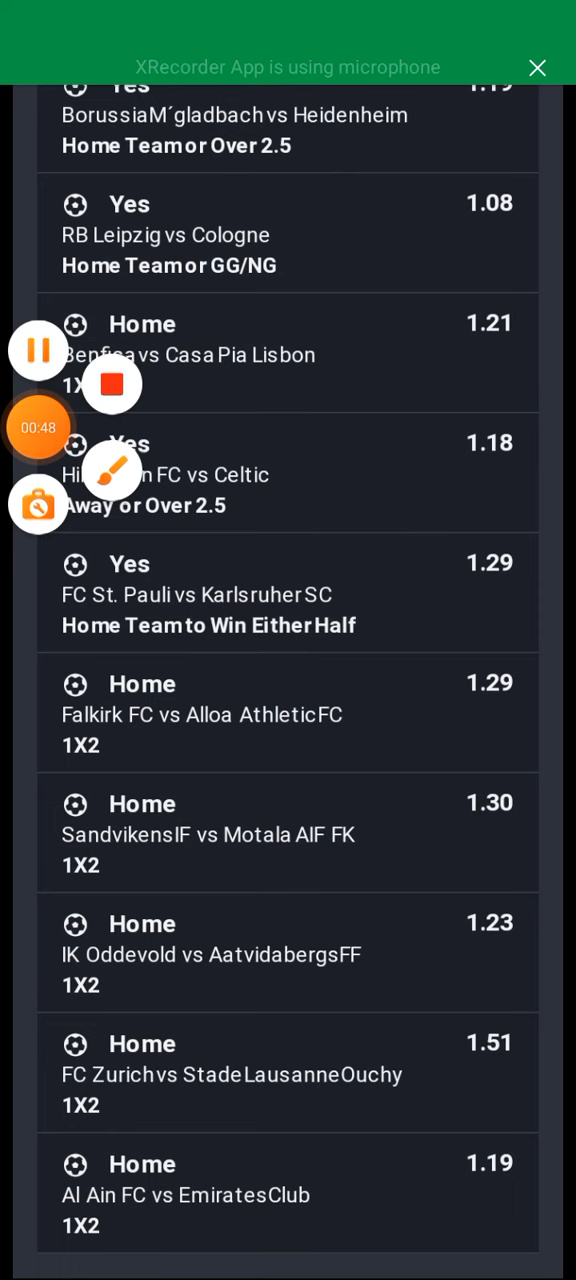 XRecorder App is using microphone
Yes 1.19
BorussiaM´gladbach vs Heidenheim
Home Team or Over 2.5
Yes 1.08
RB Leipzig vs Cologne
Home Team or GG/NG
Home 1.21
Benfica vs Casa Pia Lisbon
00:48
Yes 1.18
FC vs Celtic
Away or Over 2.5
Yes 1.29
FC St. Pauli vs Karlsruher SC
Home Team to Win Either Half
Home 1.29
Falkirk FC vs Alloa Athletic FC
1X2
Home 1.30
SandvikensIF vs Motala AIF FK
1X2
Home 1.23
IK Oddevold vs AatvidabergsFF
1X2
Home 1.51
FC Zurich vs Stade Lausanne Ouchy
1X2
Home 1.19
Al Ain FC vs Emirates Club
1X2